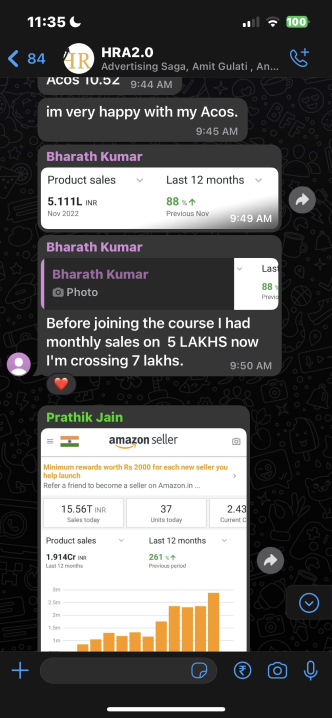 11:35
100
84
HRA2.0
Advertising Saga, Amit Gulati , An...
Acos 10.52
9:44 AM
im very happy with my Acos.
9:45 AM
Bharath Kumar
Product sales
Last 12 months
5.111L INR
88 %
Nov 2022
Previous Nov
9:49 AM
Bharath Kumar
Bharath Kumar
Photo
Last
88 %
Previo
Before joining the course I had
monthly sales on 5 LAKHS now
I'm crossing 7 lakhs.
9:50 AM
Prathik Jain
amazon seller
Minimum rewards worth Rs 2000 for each new seller you
help launch
Refer a friend to become a seller on Amazon.in ...
15.56T INR
Sales today
37
Units today
2.43
Current C
Product sales
Last 12 months
1.914Cr INR
261 %
Last 12 months
Previous period
3m
2.5m
2m
1.5m
1m